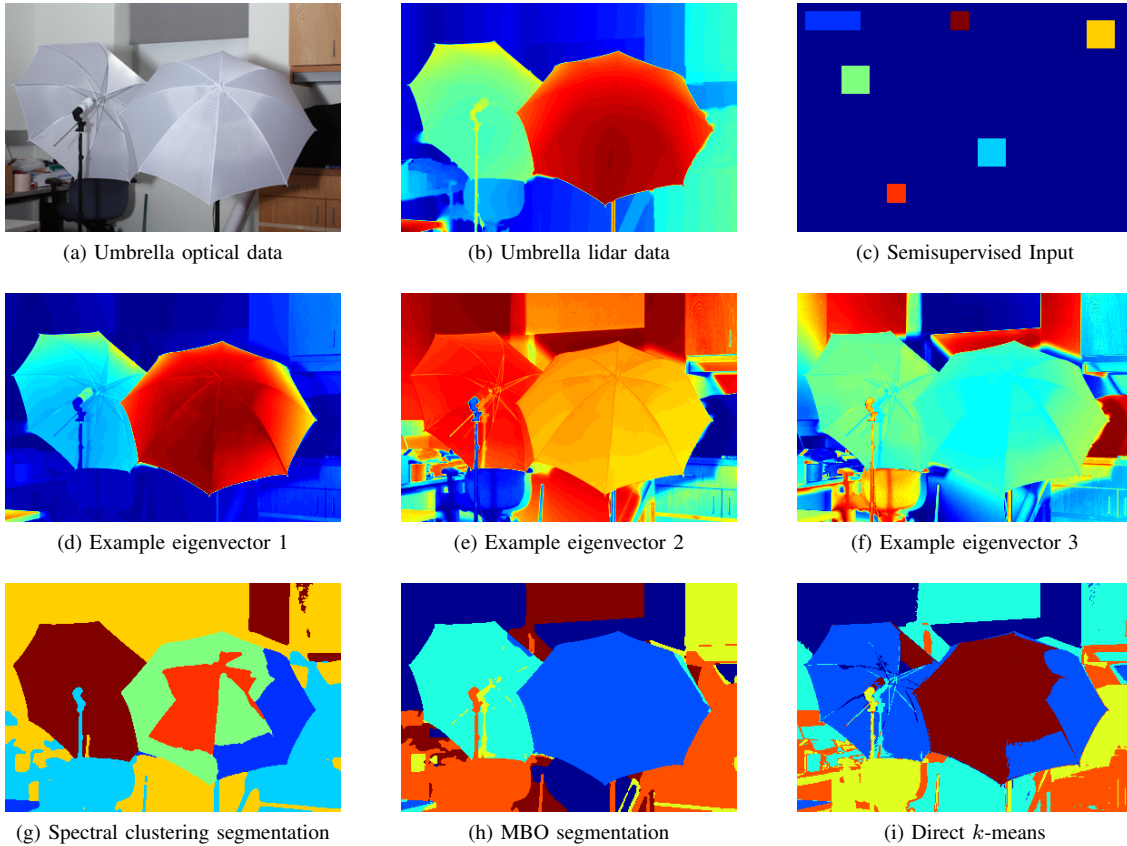 (a) Umbrella optical data
(b) Umbrella lidar data
(c) Semisupervised Input
(d) Example eigenvector 1
(e) Example eigenvector 2
(f) Example eigenvector 3
(g) Spectral clustering segmentation
(h) MBO segmentation
(i) Direct k-means